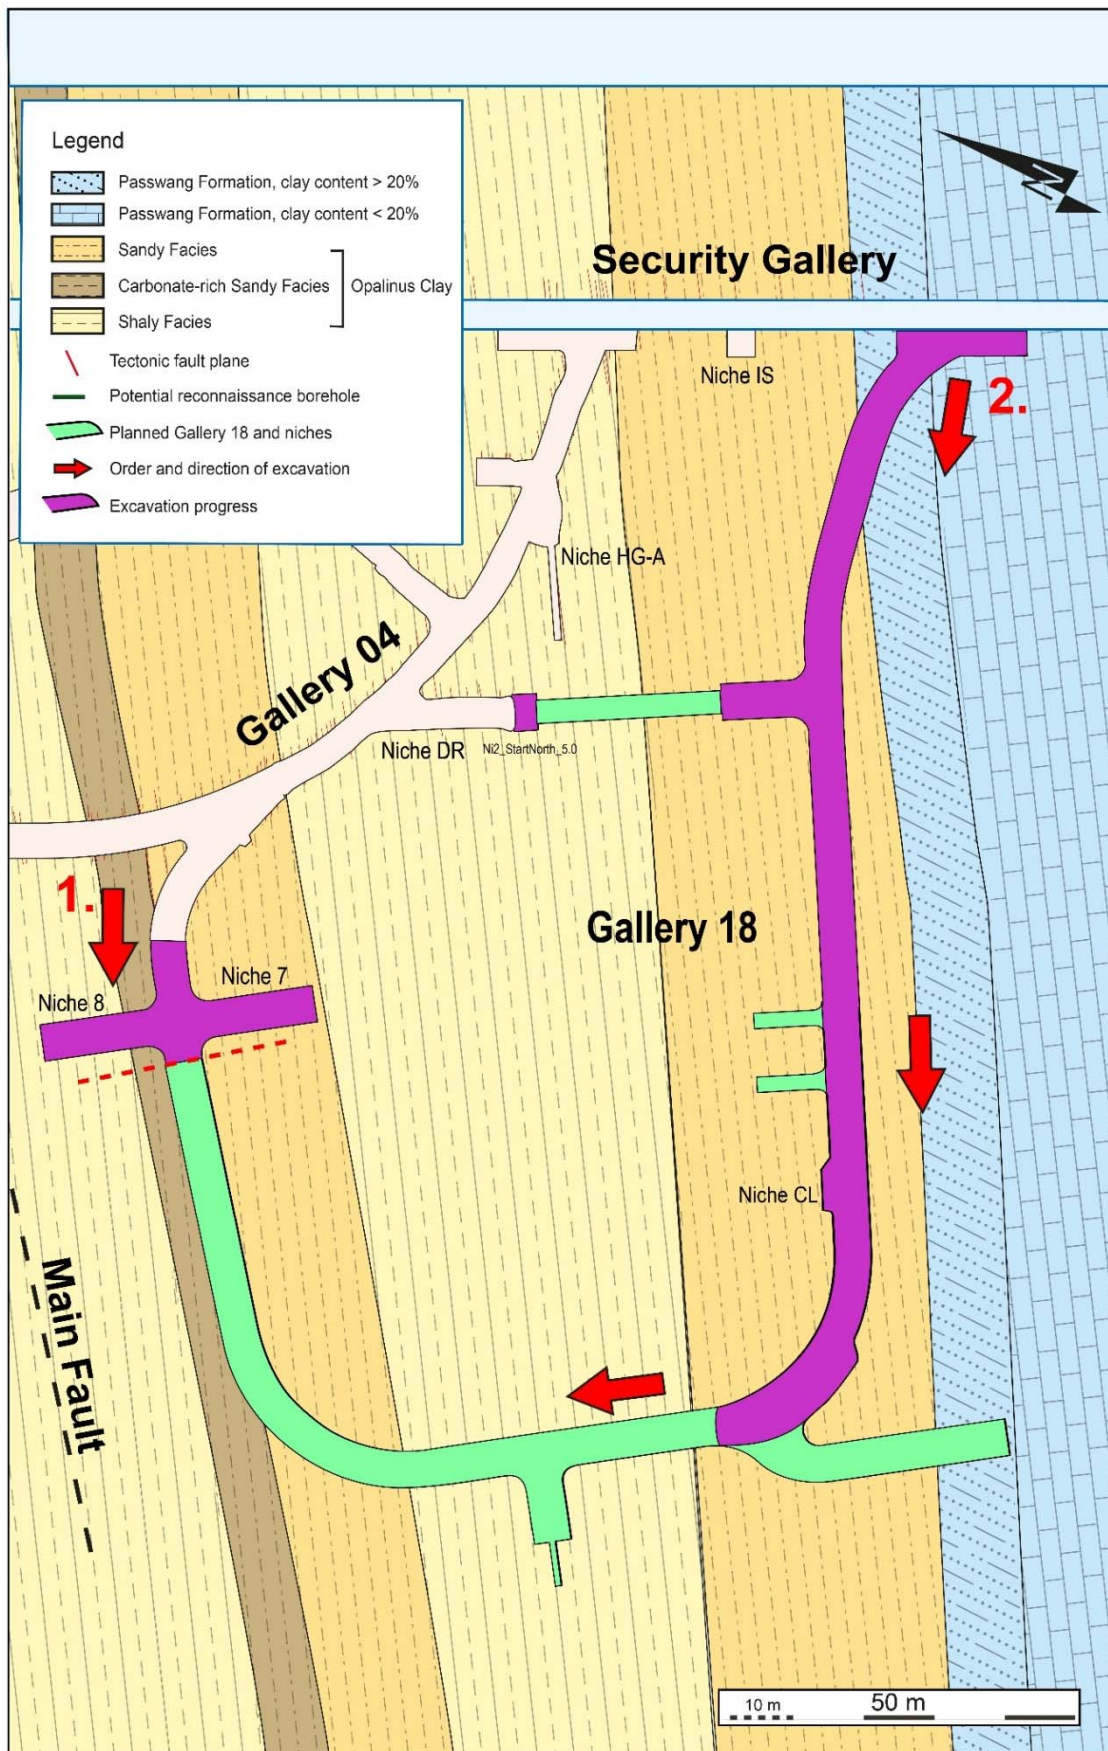 Legend
Passwang Formation, clay content > 20%
Passwang Formation, clay content < 20%
Sandy Facies
Carbonate-rich Sandy Facies
Opalinus Clay
Shaly Facies
Tectonic fault plane
Potential reconnaissance borehole
Planned Gallery 18 and niches
Order and direction of excavation
Excavation progress
N
Security Gallery
Niche IS
2.
Niche HG-A
Gallery 04
Niche DR
Ni2_StartNorth_5.0
1.
Gallery 18
Niche 7
Niche 8
Niche CL
Main Fault
10 m
50 m